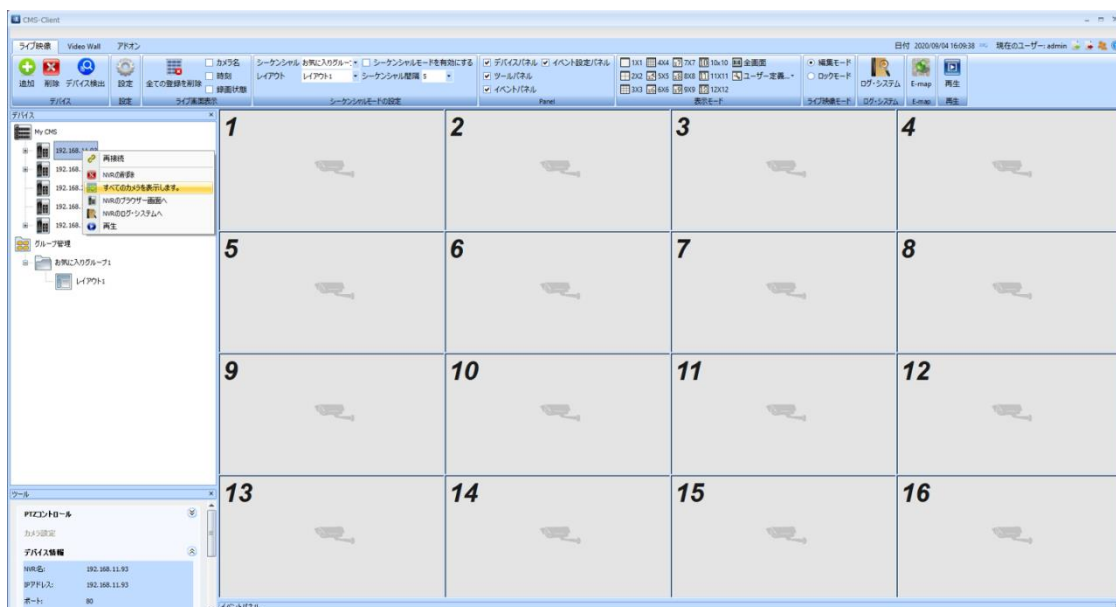 CMS-Client
ライブ映像 Video Wall アドオン
日付 2020/09/04 16:09:38 現在のユーザー: admin
カメラ名 シーケンシャル お気に入りグルー: シーケンシャルモードを有効にする デバイスパネル イベント設定パネル 1X1 4X4 7X7 10x10 全画面 編集モード
時刻 レイアウト レイアウト1 シーケンシャル間隔 5 ツールパネル 2X2 5X5 8X8 11X11 ユーザー定義... ロックモード
録画状態 イベントパネル 3X3 6X6 9X9 12X12
追加 削除 デバイス検出 設定 全ての登録を削除 ログ・システム E-map 再生
デバイス 設定 ライブ画面表示 シーケンシャルモードの設定 Panel 表示モード ライブ映像モード ログ・システム E-map 再生
デバイス
My CMS
192.168.11.93
192.168.
192.168.
192.168.
192.168.
再接続
NVRの削除
すべてのカメラを表示します。
NVRのブラウザー画面へ
NVRのログ・システムへ
再生
グループ管理
お気に入りグループ1
レイアウト1
1 2 3 4
5 6 7 8
9 10 11 12
13 14 15 16
ツール
PTZコントロール
カメラ設定
デバイス情報
NVR名: 192.168.11.93
IPアドレス: 192.168.11.93
ポート: 80
イベントパネル